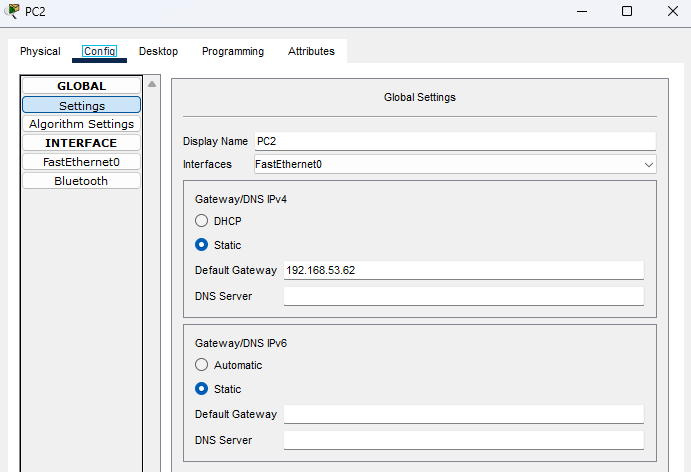 PC2
Physical Config Desktop Programming Attributes
GLOBAL
Settings
Algorithm Settings
INTERFACE
FastEthernet0
Bluetooth
Global Settings
Display Name PC2
Interfaces FastEthernet0
Gateway/DNS IPv4
DHCP
Static
Default Gateway 192.168.53.62
DNS Server
Gateway/DNS IPv6
Automatic
Static
Default Gateway
DNS Server